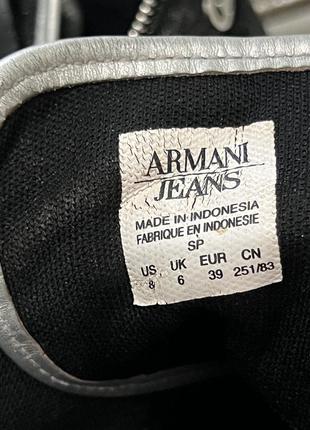 ARMANI
JEANS
MADE IN INDONESIA
FABRIQUE EN INDONESIE
SP
US UK EUR CN
8 6 39 251/83